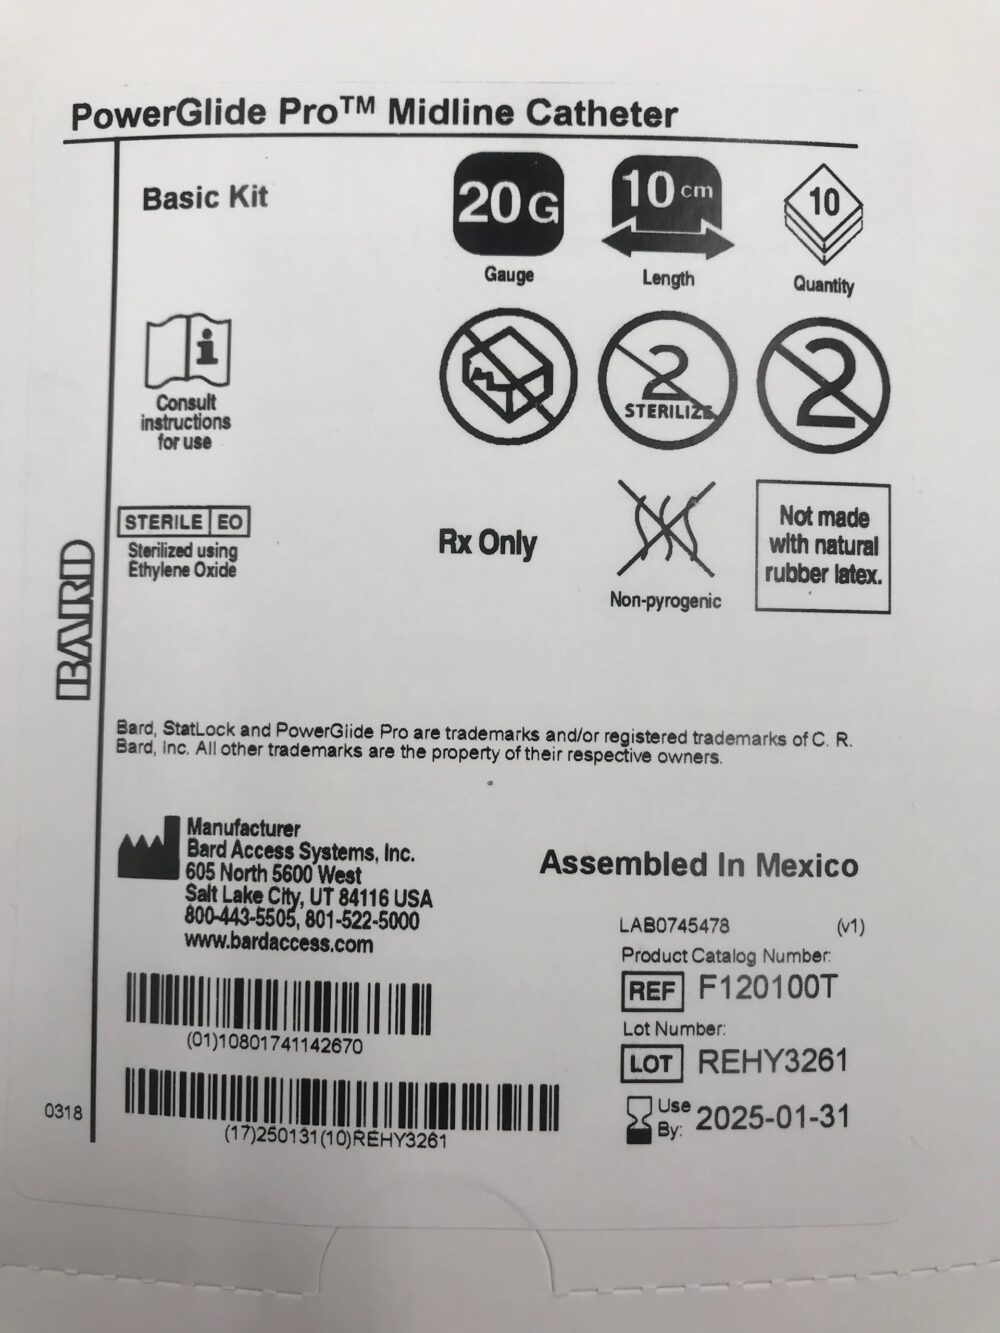 PowerGlide Pro™ Midline Catheter
Basic Kit
20 G
Gauge
10 cm
Length
10
Quantity
i
Consult
instructions
for use
2
STERILIZE
2
STERILE EO
Sterilized using
Ethylene Oxide
Rx Only
Non-pyrogenic
Not made
with natural
rubber latex.
BARD
Bard, StatLock and PowerGlide Pro are trademarks and/or registered trademarks of C. R.
Bard, Inc. All other trademarks are the property of their respective owners.
Manufacturer
Bard Access Systems, Inc.
605 North 5600 West
Salt Lake City, UT 84116 USA
800-443-5505, 801-522-5000
www.bardaccess.com
Assembled In Mexico
LAB0745478 (v1)
Product Catalog Number:
REF F120100T
Lot Number:
LOT REHY3261
Use
By: 2025-01-31
(01)10801741142670
(17)250131(10)REHY3261
0318